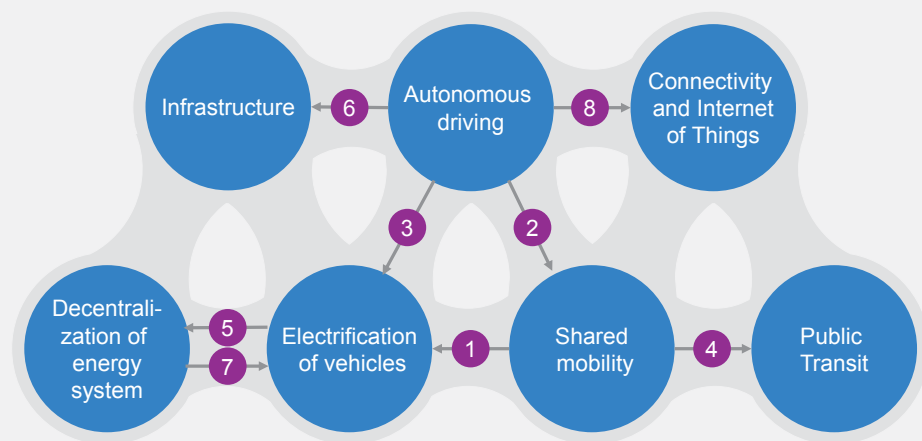 Infrastructure
6
Autonomous
driving
8
Connectivity
and Internet
of Things
3
2
Decentrali-
zation of
energy
system
5
7
Electrification
of vehicles
1
Shared
mobility
4
Public
Transit